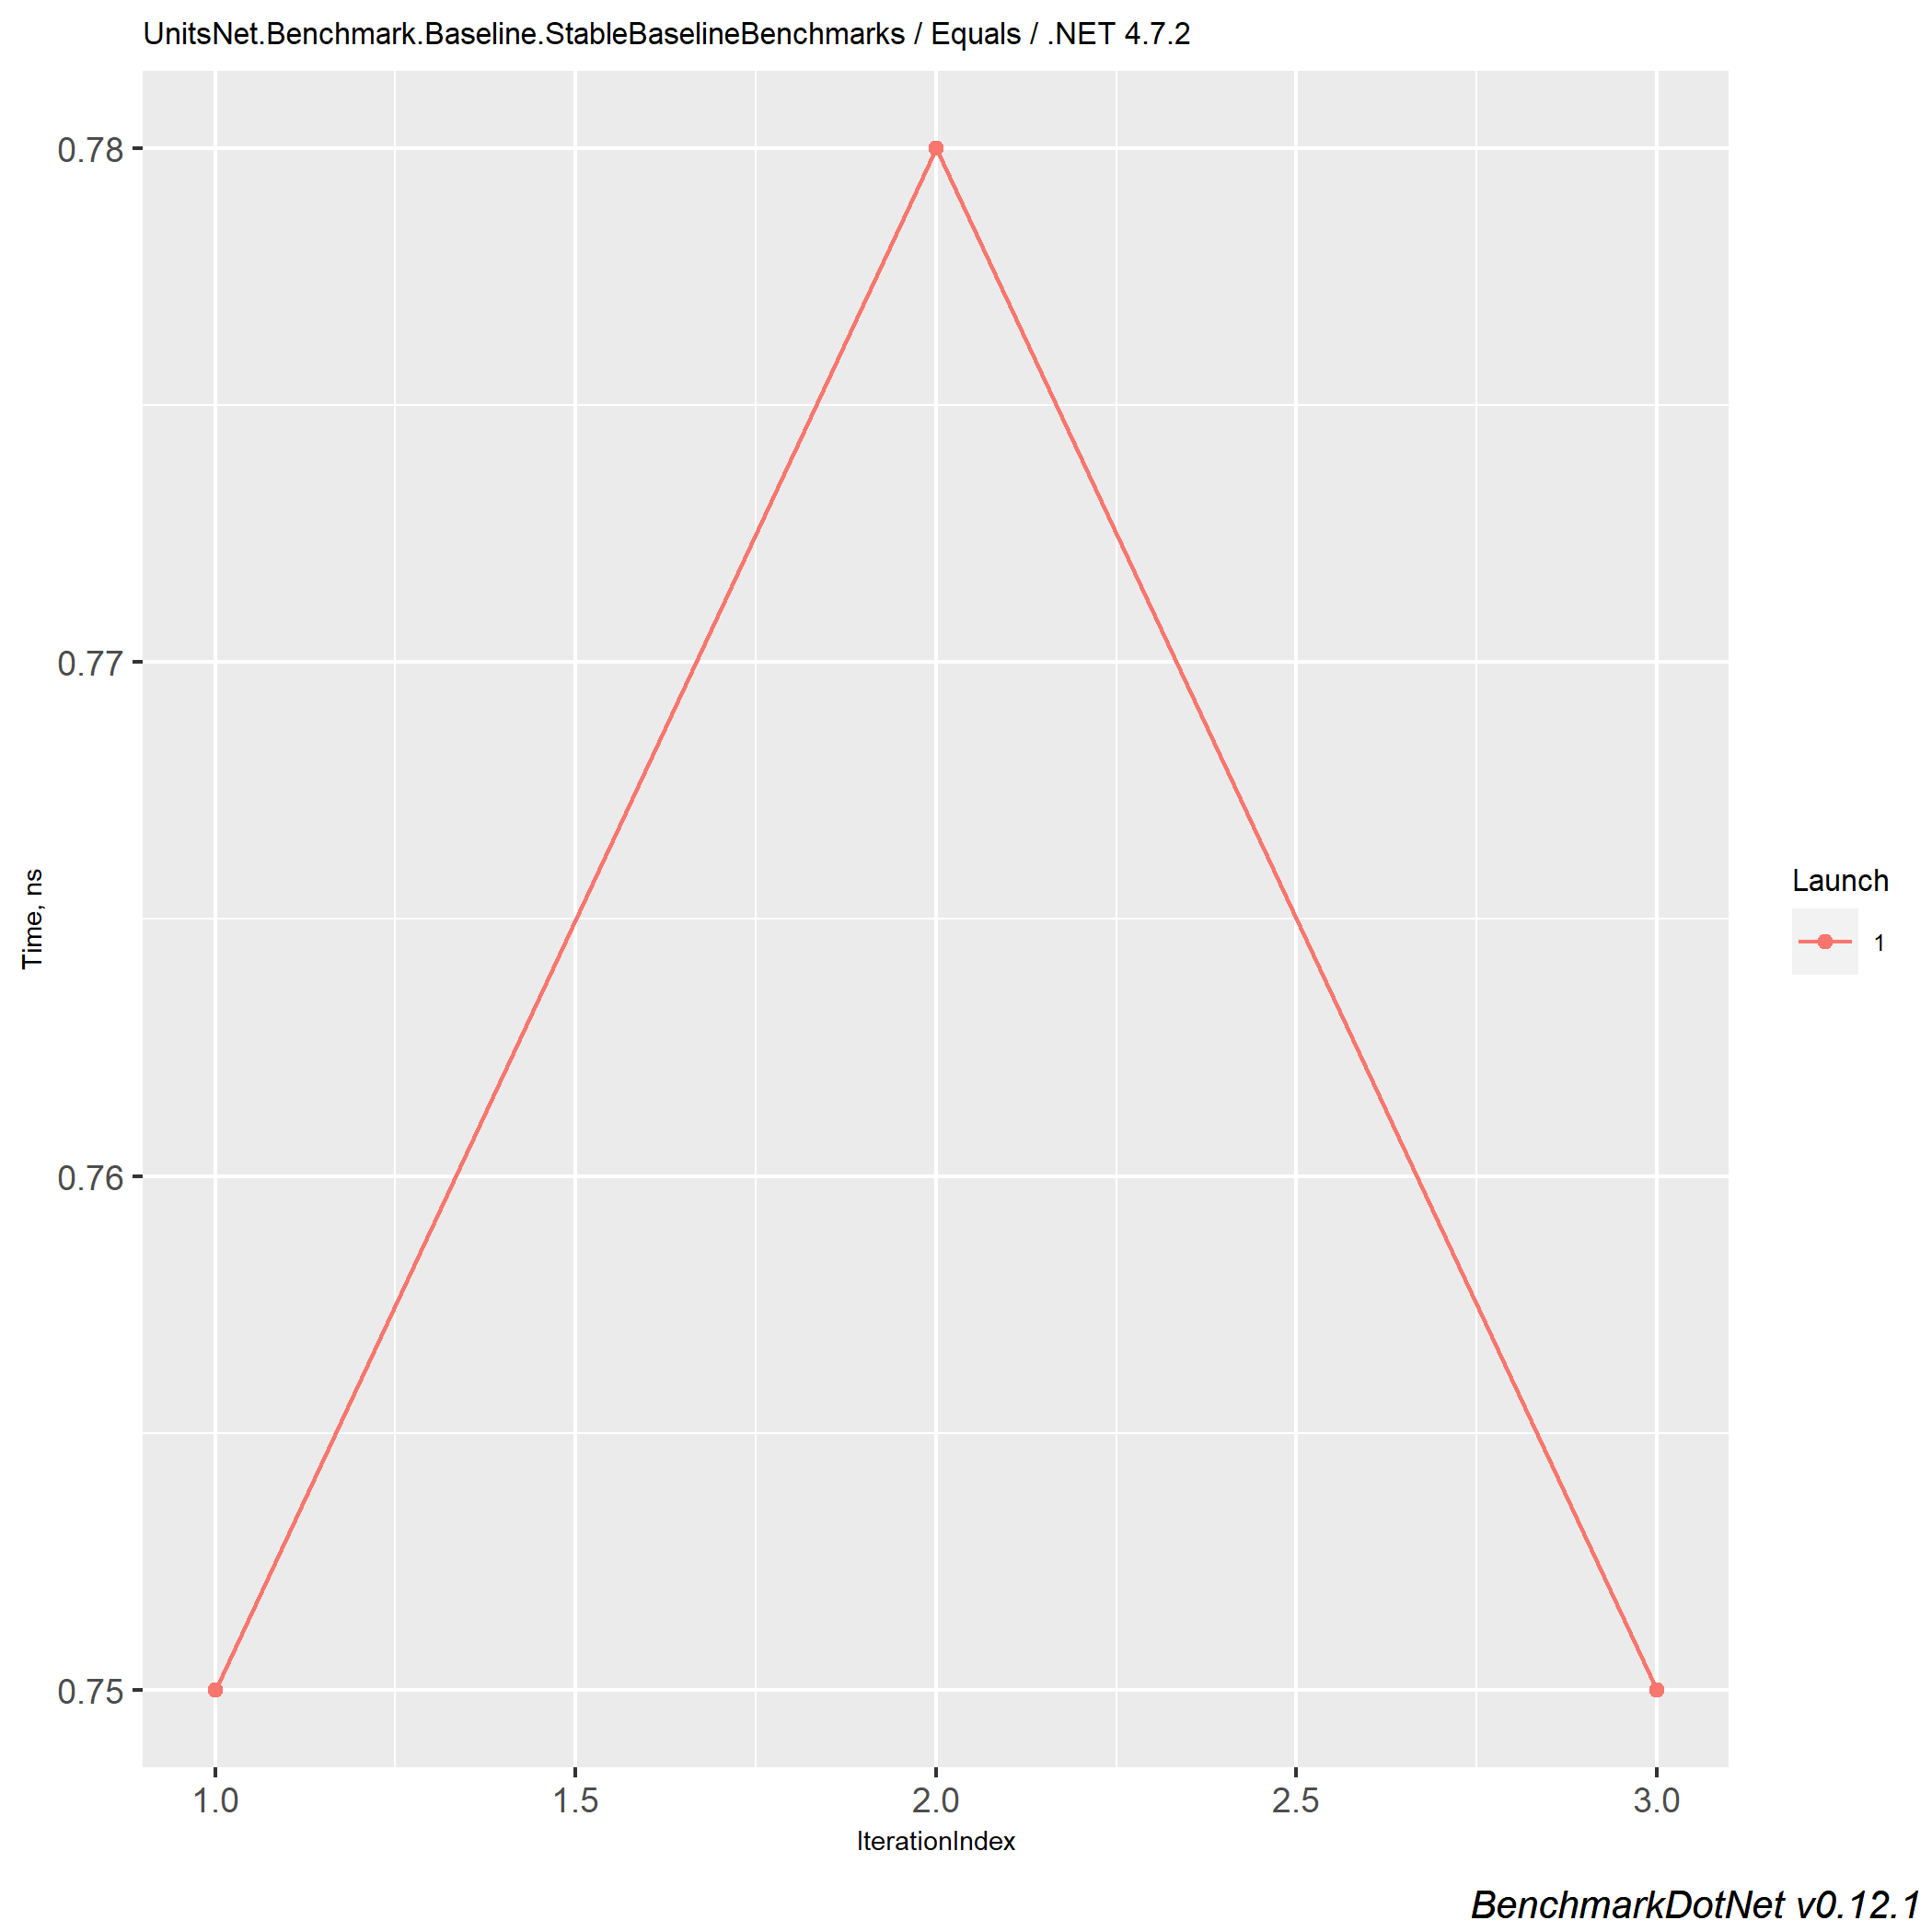 UnitsNet.Benchmark.Baseline.StableBaselineBenchmarks / Equals / .NET 4.7.2
0.78
0.77
0.76
0.75
Time, ns
1.0 1.5 2.0 2.5 3.0
IterationIndex
Launch
1
BenchmarkDotNet v0.12.1